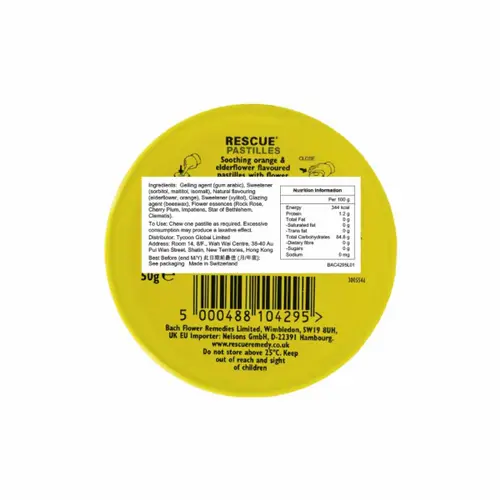 RESCUE®
PASTILLES
Soothing orange &
elderflower flavoured
pastilles with flower
CLOSE
Ingredients: Gelling agent (gum arabic), Sweetener
(sorbitol, maltitol, isomalt), Natural flavouring
(elderflower, orange), Sweetener (xylitol), Glazing
agent (beeswax), Flower essences (Rock Rose,
Cherry Plum, Impatiens, Star of Bethlehem,
Clematis).
To Use: Chew one pastille as required. Excessive
consumption may produce a laxative effect.
Distributor: Tycoon Global Limited
Address: Room 14, 8/F., Wah Wai Centre, 38-40 Au
Pui Wan Street, Shatin, New Territories, Hong Kong
Best Before (end M/Y) 此日期前最佳 (月/年底):
See packaging Made in Switzerland
Nutrition Information
Per 100 g
Energy 344 kcal
Protein 1.2 g
Total Fat 0 g
-Saturated fat 0 g
-Trans fat 0 g
Total Carbohydrates 84.8 g
-Dietary fibre 0 g
-Sugars 0 g
Sodium 0 mg
BAC4295L01
50g e
5 000488 104295 >
Bach Flower Remedies Limited, Wimbledon, SW19 8UH,
UK EU Importer: Nelsons GmbH, D-22391 Hambourg.
www.rescueremedy.co.uk
Do not store above 25°C. Keep
out of reach and sight
of children